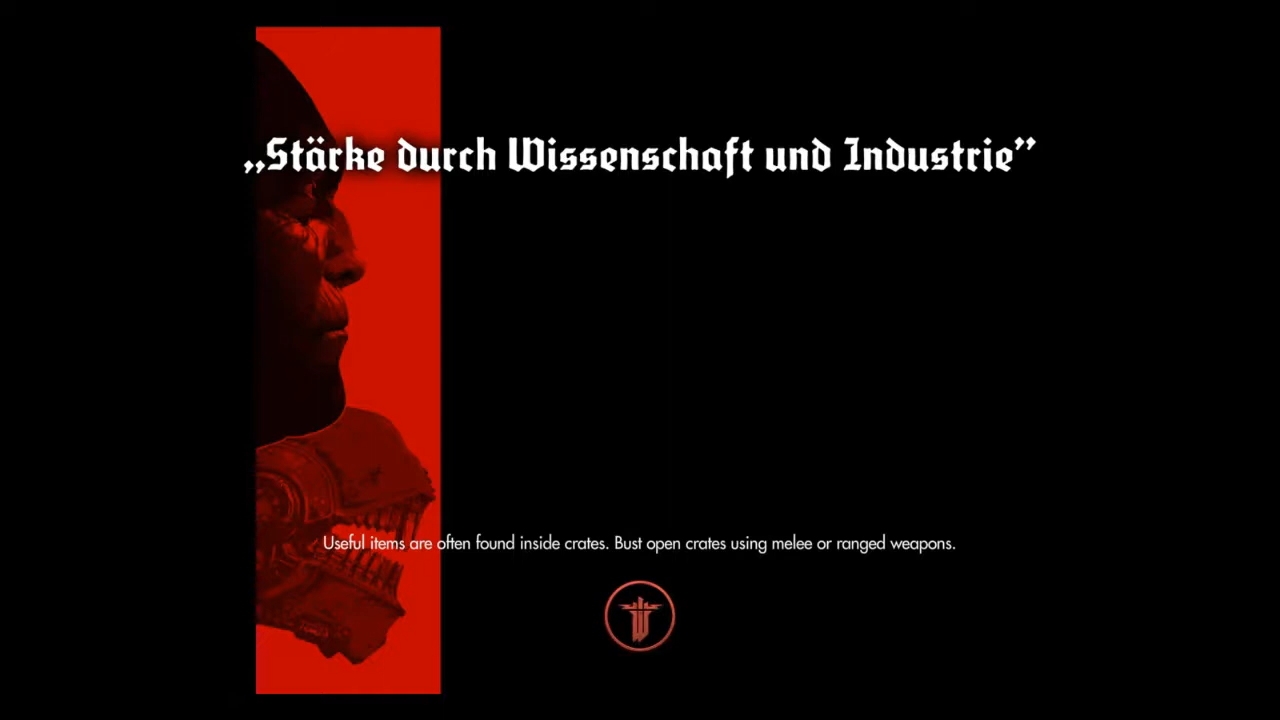 „Stärke durch Wissenschaft und Industrie”
Useful items are often found inside crates. Bust open crates using melee or ranged weapons.